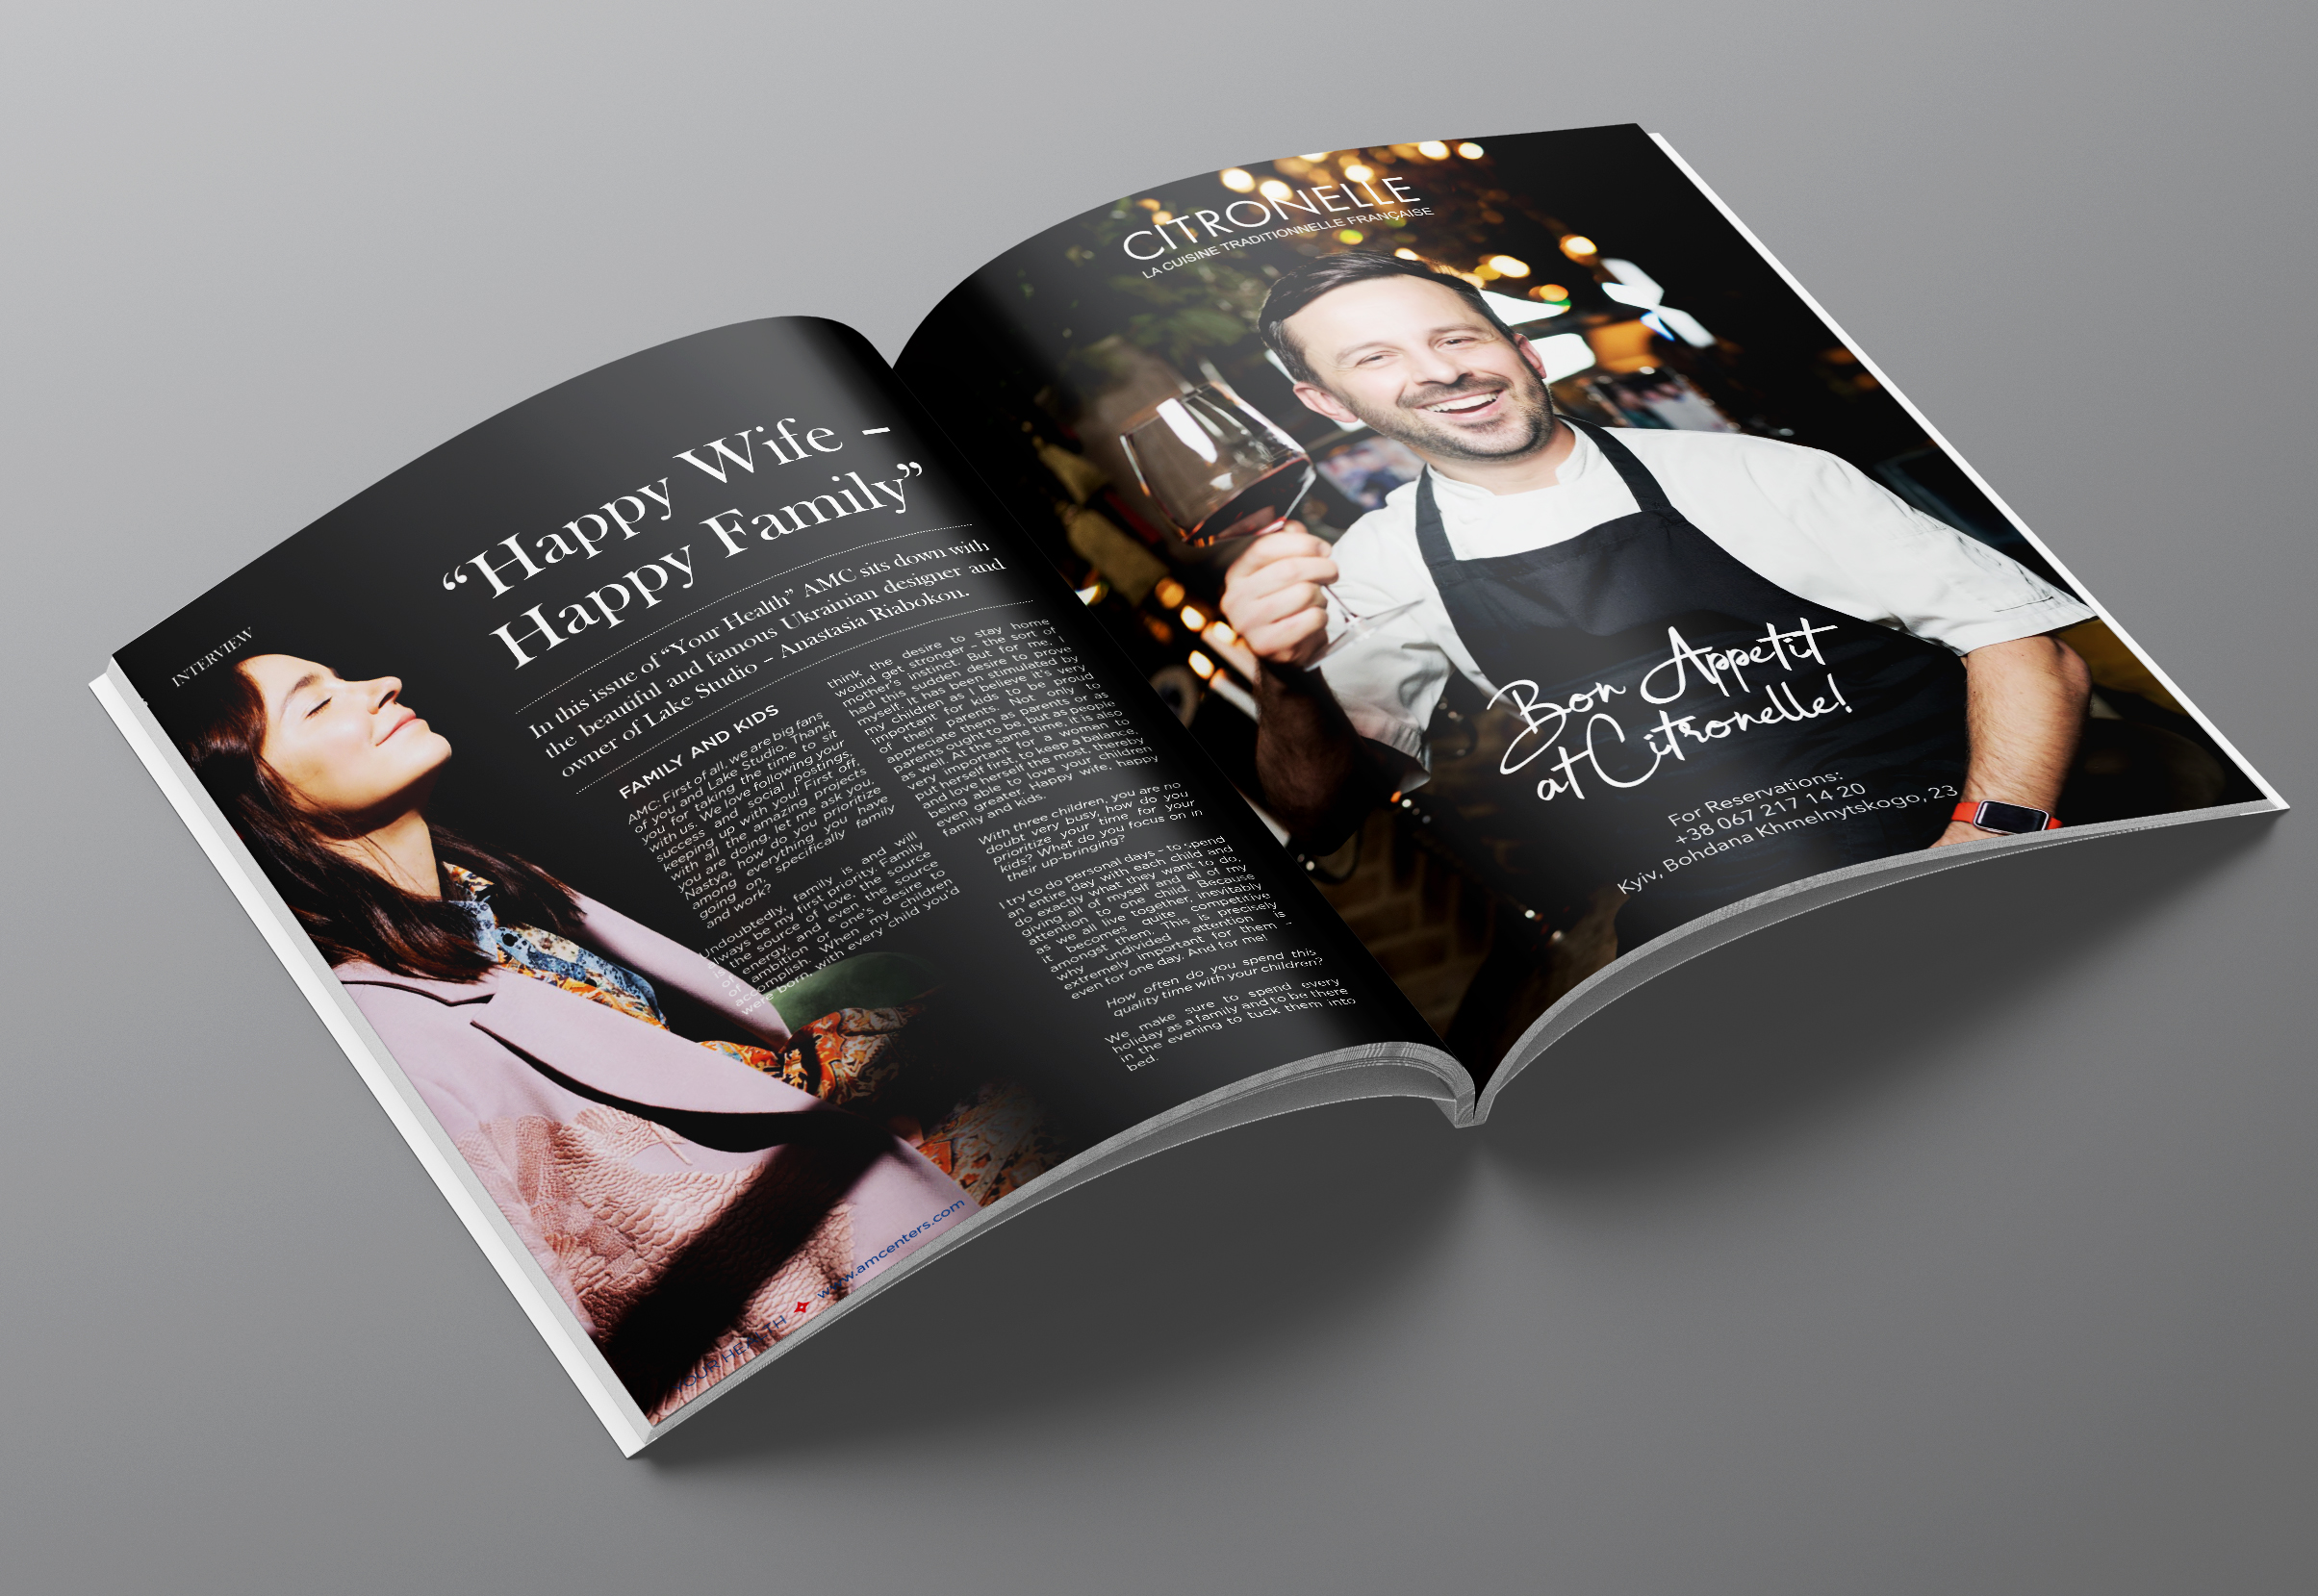 INTERVIEW
“Happy Wife –
Happy Family”
In this issue of “Your Health” AMC sits down with
the beautiful and famous Ukrainian designer and
owner of Lake Studio – Anastasia Riabokon.
FAMILY AND KIDS
AMC: First of all, we are big fans
of you and Lake Studio. Thank
you for taking the time to sit
with us. We love following your
success and social postings,
keeping up with you! First off,
with all the amazing projects
you are doing, let me ask you,
Nastya, how do you prioritize
among everything you have
going on, specifically family
and work?
Undoubtedly, family is and will
always be my first priority. Family
is the source of love, the source
of energy, and even the source
of ambition or one's desire to
accomplish. When my children
were born, with every child you'd
think the desire to stay home
would get stronger – the sort of
mother's instinct. But for me, I
had this sudden desire to prove
myself. It has been stimulated by
my children as I believe it's very
important for kids to be proud
of their parents. Not only to
appreciate them as parents or as
parents ought to be, but as people
as well. At the same time, it is also
very important for a woman to
put herself first, to keep a balance,
and love herself the most, thereby
being able to love your children
even greater. Happy wife, happy
family and kids.
With three children, you are no
doubt very busy, how do you
prioritize your time for your
kids? What do you focus on in
their up-bringing?
I try to do personal days – to spend
an entire day with each child and
do exactly what they want to do,
giving all of myself and all of my
attention to one child. Because
as we all live together, inevitably
it becomes quite competitive
amongst them. This is precisely
why undivided attention is
extremely important for them –
even for one day. And for me!
How often do you spend this
quality time with your children?
We make sure to spend every
holiday as a family and to be there
in the evening to tuck them into
bed.
YOUR HEALTH www.amcenters.com
CITRONELLE
LA CUISINE TRADITIONNELLE FRANÇAISE
Bon Appetit
at Citronelle!
For Reservations:
+38 067 217 14 20
Kyiv, Bohdana Khmelnytskogo, 23